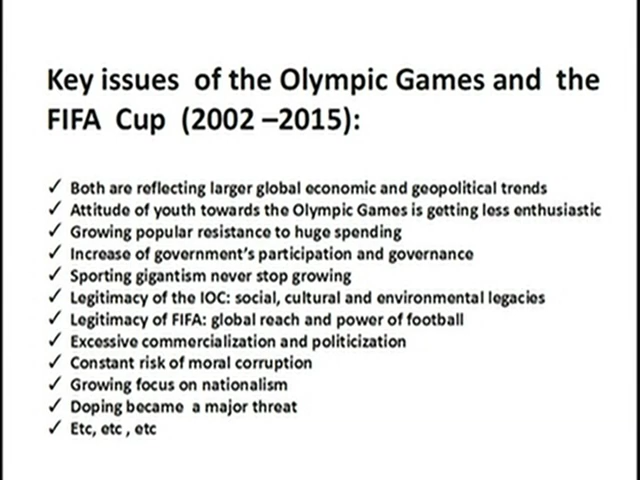 Key issues of the Olympic Games and the
FIFA Cup (2002 –2015):
✓ Both are reflecting larger global economic and geopolitical trends
✓ Attitude of youth towards the Olympic Games is getting less enthusiastic
✓ Growing popular resistance to huge spending
✓ Increase of government's participation and governance
✓ Sporting gigantism never stop growing
✓ Legitimacy of the IOC: social, cultural and environmental legacies
✓ Legitimacy of FIFA: global reach and power of football
✓ Excessive commercialization and politicization
✓ Constant risk of moral corruption
✓ Growing focus on nationalism
✓ Doping became a major threat
✓ Etc, etc , etc